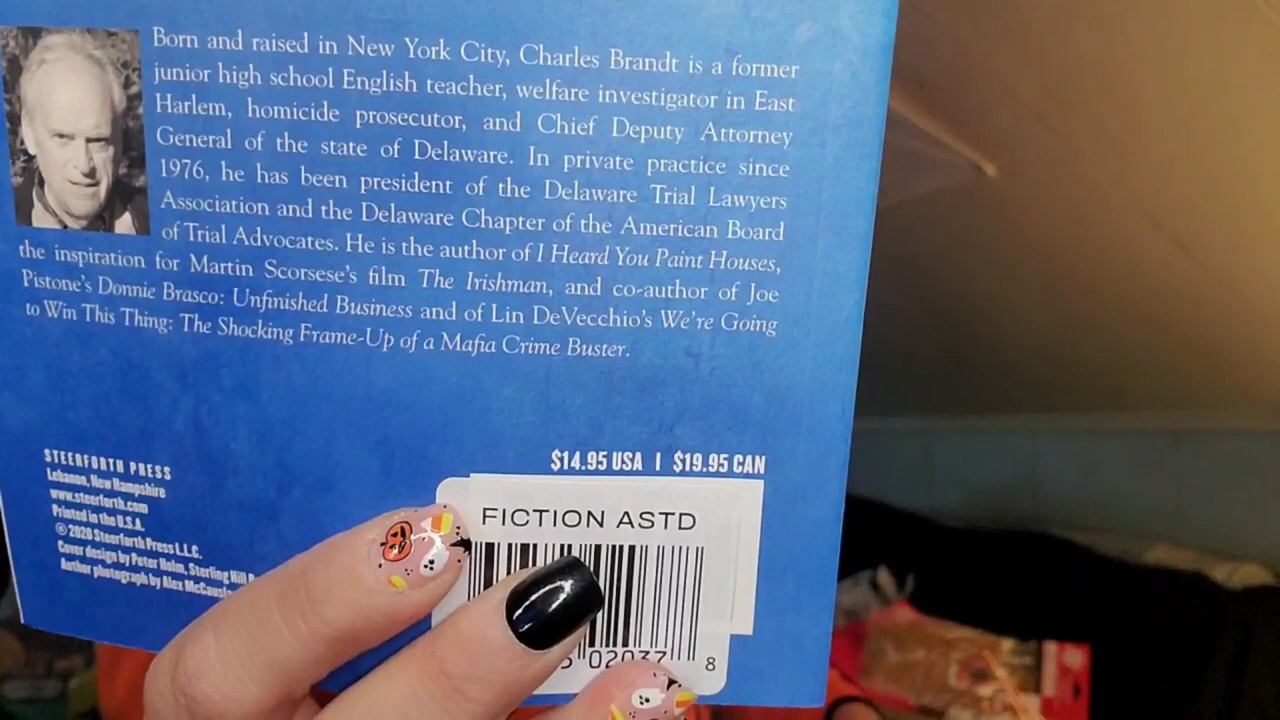 Born and raised in New York City, Charles Brandt is a former
junior high school English teacher, welfare investigator in East
Harlem, homicide prosecutor, and Chief Deputy Attorney
General of the state of Delaware. In private practice since
1976, he has been president of the Delaware Trial Lawyers
Association and the Delaware Chapter of the American Board
of Trial Advocates. He is the author of I Heard You Paint Houses,
the inspiration for Martin Scorsese's film The Irishman, and co-author of Joe
Pistone's Donnie Brasco: Unfinished Business and of Lin DeVecchio's We're Going
to Win This Thing: The Shocking Frame-Up of a Mafia Crime Buster.
STEERFORTH PRESS
Lebanon, New Hampshire
www.steerforth.com
Printed in the U.S.A.
© 2020 Steerforth Press L.L.C.
Cover design by Peter Holm, Sterling Hill
Author photograph by Alex
$14.95 USA | $19.95 CAN
FICTION ASTD
02037 8